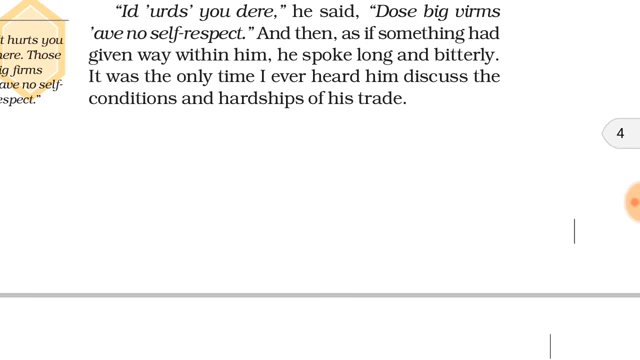 "Id 'urds' you dere," he said, "Dose big virms
'ave no self-respect." And then, as if something had
given way within him, he spoke long and bitterly.
It was the only time I ever heard him discuss the
conditions and hardships of his trade.
t hurts you
here. Those
ig firms
ave no self-
espect."
4